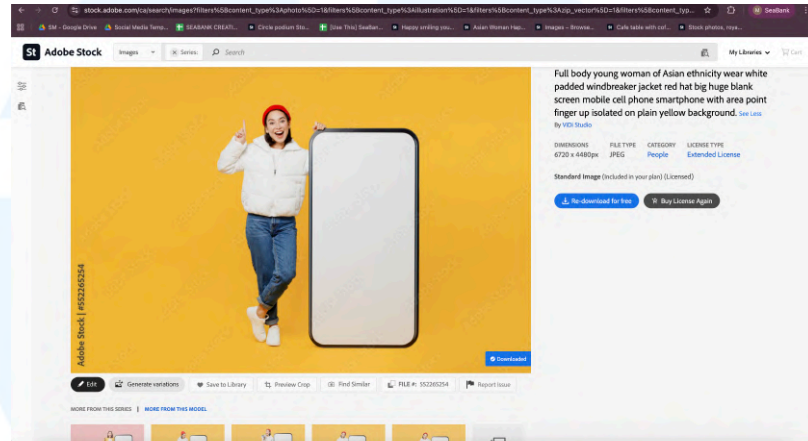 stock.adobe.com/ca/search/images?filters%5Bcontent_type%3Aphoto%5D=1&filters%5Bcontent_type%3Aillustration%5D=1&filters%5Bcontent_type%3Azip_vector%5D=1&filters%5Bcontent_typ...
SeaBank
SM - Google Drive
Social Media Temp...
SEABANK CREATI...
Circle podium Sto...
[Use This] SeaBan...
Happy smiling you...
Asian Woman Hap...
Images - Browse...
Cafe table with cof...
Stock photos, roya...
St Adobe Stock
Images
Series:
Search
My Libraries
Cart
Full body young woman of Asian ethnicity wear white
padded windbreaker jacket red hat big huge blank
screen mobile cell phone smartphone with area point
finger up isolated on plain yellow background. See Less
By ViDi Studio
DIMENSIONS FILE TYPE CATEGORY LICENSE TYPE
6720 x 4480px JPEG People Extended License
Standard Image (Included in your plan) (Licensed)
Re-download for free
Buy License Again
Adobe Stock | #552265254
Downloaded
Edit
Generate variations
Save to Library
Preview Crop
Find Similar
FILE #: 552265254
Report Issue
MORE FROM THIS SERIES | MORE FROM THIS MODEL